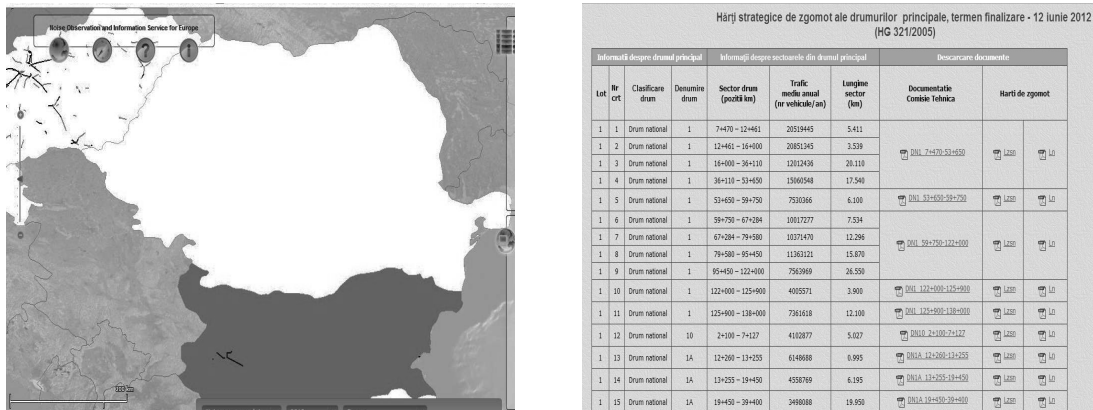 Noise Observation and Information Service for Europe
? i
Hărți strategice de zgomot ale drumurilor principale, termen finalizare - 12 iunie 2012
(HG 321/2005)
Informatii despre drumul principal Informații despre sectoarele din drumul principal Descarcare documente
Lot Nr crt Clasificare drum Denumire drum Sector drum (pozitii km) Trafic mediu anual (nr vehicule/an) Lungime sector (km) Documentatie Comisie Tehnica Harti de zgomot
1 1 Drum national 1 7+470 – 12+461 20519445 5.411
1 2 Drum national 1 12+461 – 16+000 20851345 3.539
DN1 7+470-53+650 Lzsn Ln
1 3 Drum national 1 16+000 – 36+110 12012436 20.110
1 4 Drum national 1 36+110 – 53+650 15060548 17.540
1 5 Drum national 1 53+650 – 59+750 7530366 6.100 DN1 53+650-59+750 Lzsn Ln
1 6 Drum national 1 59+750 – 67+284 10017277 7.534
1 7 Drum national 1 67+284 – 79+580 10371470 12.296
DN1 59+750-122+000 Lzsn Ln
1 8 Drum national 1 79+580 – 95+450 11363121 15.870
1 9 Drum national 1 95+450 – 122+000 7563969 26.550
1 10 Drum national 1 122+000 – 125+900 4005571 3.900 DN1 122+000-125+900 Lzsn Ln
1 11 Drum national 1 125+900 – 138+000 7361618 12.100 DN1 125+900-138+000 Lzsn Ln
1 12 Drum national 10 2+100 – 7+127 4102877 5.027 DN10 2+100-7+127 Lzsn Ln
1 13 Drum national 1A 12+260 – 13+255 6148688 0.995 DN1A 12+260-13+255 Lzsn Ln
1 14 Drum national 1A 13+255 – 19+450 4558769 6.195 DN1A 13+255-19+450 Lzsn Ln
1 15 Drum national 1A 19+450 – 39+400 3498088 19.950 DN1A 19+450-39+400 Lzsn Ln